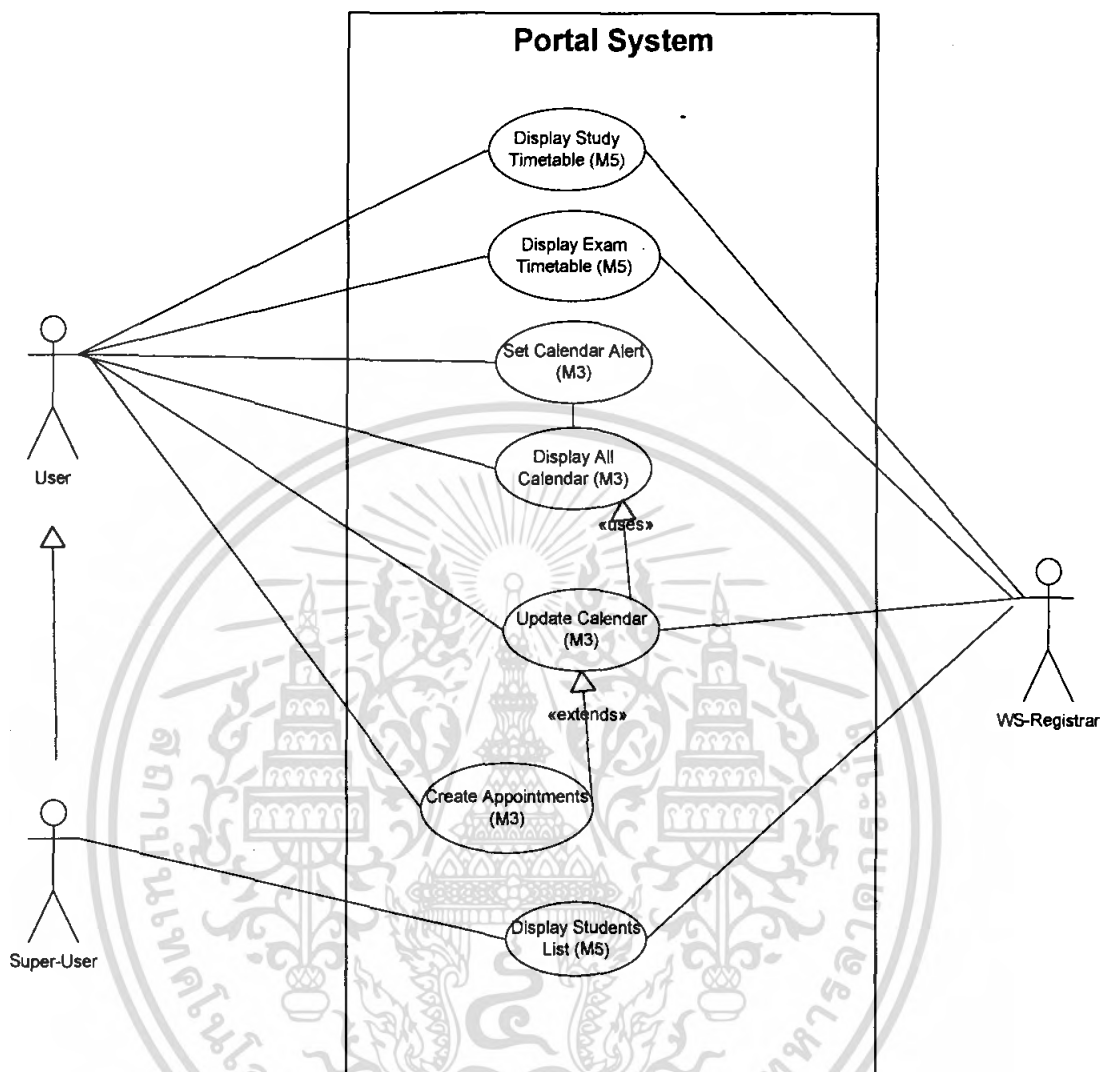 Portal System
Display Study
Timetable (M5)
Display Exam
Timetable (M5)
Set Calendar Alert
(M3)
Display All
Calendar (M3)
User
«uses»
Update Calendar
(M3)
WS-Registrar
«extends»
Create Appointments
(M3)
Super-User
Display Students
List (M5)